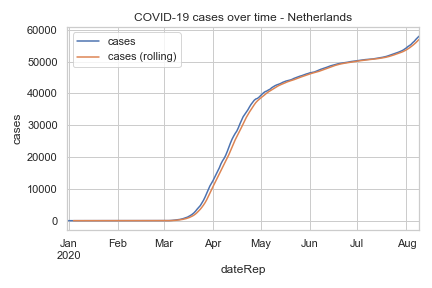 COVID-19 cases over time - Netherlands
cases
cases (rolling)
60000
50000
40000
30000
20000
10000
0
cases
Jan Feb Mar Apr May Jun Jul Aug
2020
dateRep